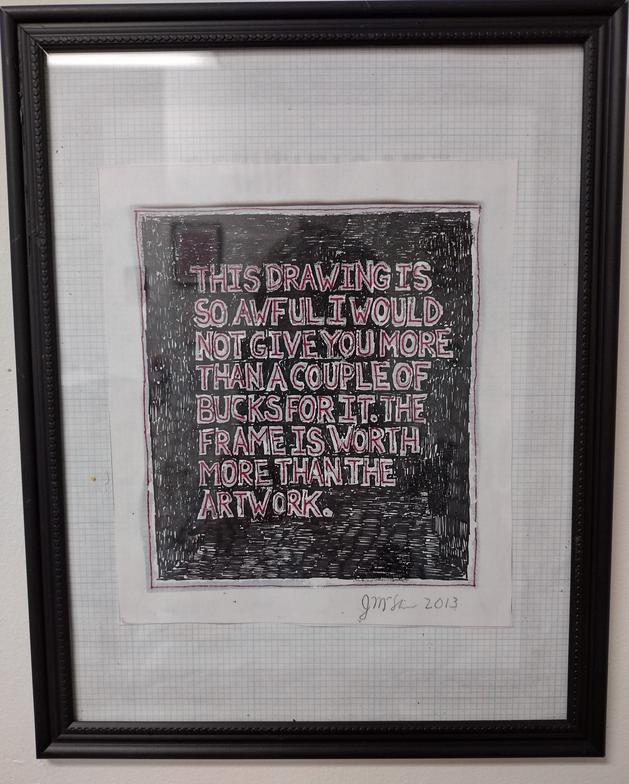 THIS DRAWING IS
SO AWFUL I WOULD
NOT GIVE YOU MORE
THAN A COUPLE OF
BUCKS FOR IT. THE
FRAME IS WORTH
MORE THAN THE
ARTWORK.
2013